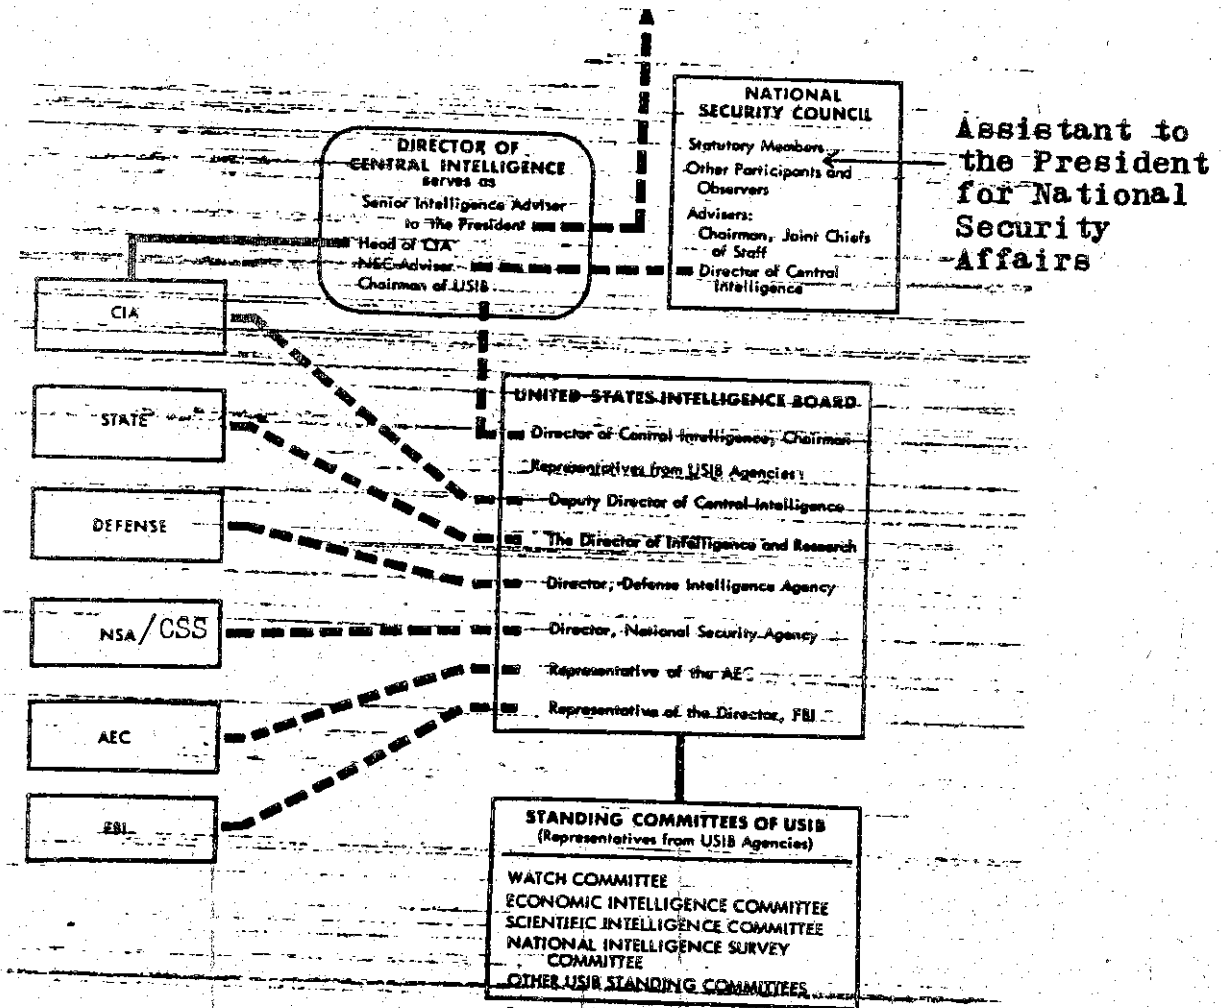 NATIONAL
SECURITY COUNCIL
Statutory Members
Other Participants and
Observers
Advisers:
Chairman, Joint Chiefs
of Staff
Director of Central
Intelligence
Assistant to
the President
for National
Security
Affairs
DIRECTOR OF
CENTRAL INTELLIGENCE
serves as
Senior Intelligence Adviser
to the President
Head of CIA
NSC Adviser
Chairman of USIB
CIA
STATE
DEFENSE
NSA/CSS
AEC
FBI
UNITED STATES INTELLIGENCE BOARD
Director of Central Intelligence, Chairman
Representatives from USIB Agencies:
Deputy Director of Central Intelligence
The Director of Intelligence and Research
Director, Defense Intelligence Agency
Director, National Security Agency
Representative of the AEC
Representative of the Director, FBI
STANDING COMMITTEES OF USIB
(Representatives from USIB Agencies)
WATCH COMMITTEE
ECONOMIC INTELLIGENCE COMMITTEE
SCIENTIFIC INTELLIGENCE COMMITTEE
NATIONAL INTELLIGENCE SURVEY
COMMITTEE
OTHER USIB STANDING COMMITTEES